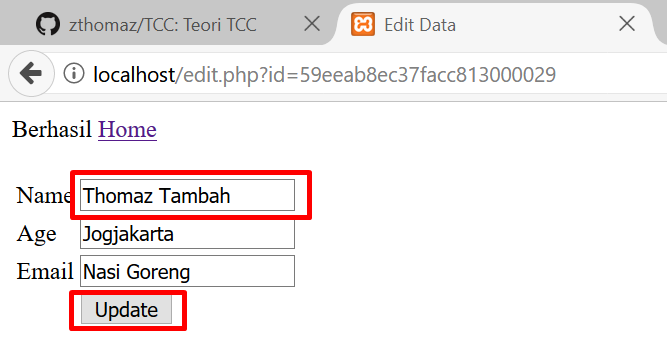 zthomaz/TCC: Teori TCC
Edit Data
localhost/edit.php?id=59eeab8ec37facc813000029
Berhasil Home
Name Thomaz Tambah
Age Jogjakarta
Email Nasi Goreng
Update